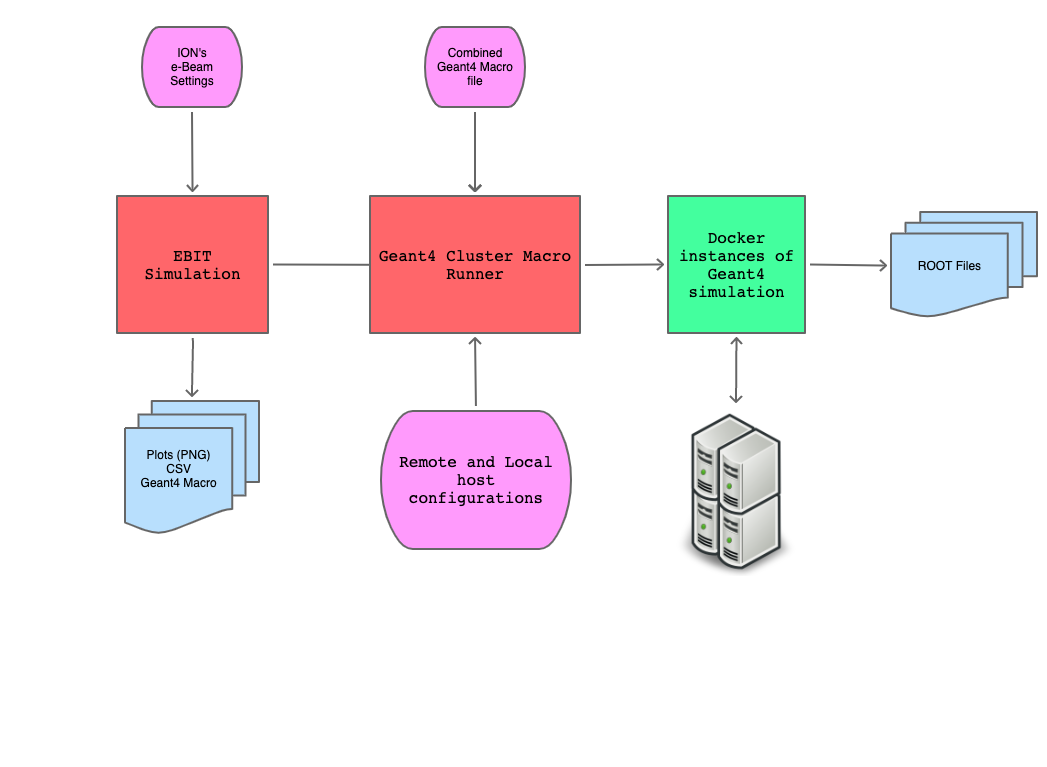 ION's
e-Beam
Settings
Combined
Geant4 Macro
file
EBIT
Simulation
Geant4 Cluster Macro
Runner
Docker
instances of
Geant4
simulation
ROOT Files
Plots (PNG)
CSV
Geant4 Macro
Remote and Local
host
configurations